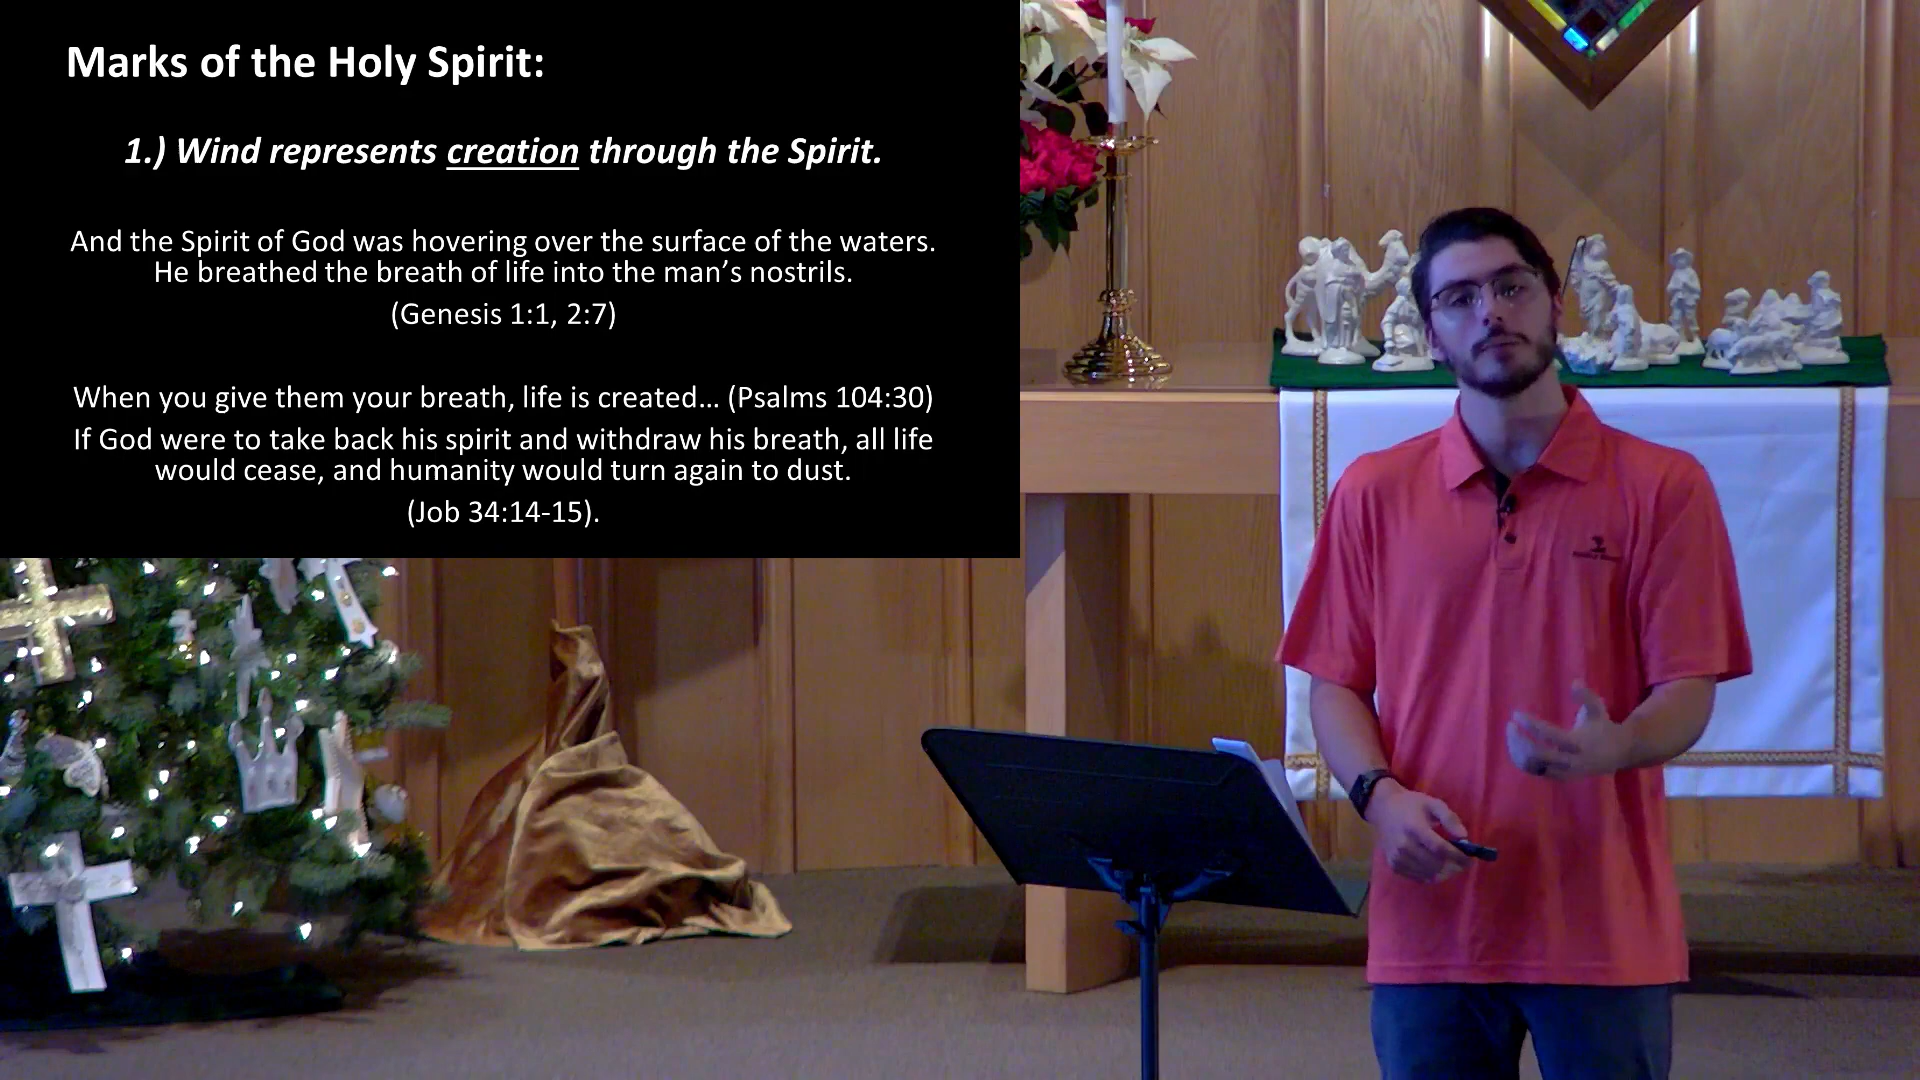 Marks of the Holy Spirit:
1.) Wind represents creation through the Spirit.
And the Spirit of God was hovering over the surface of the waters.
He breathed the breath of life into the man’s nostrils.
(Genesis 1:1, 2:7)
When you give them your breath, life is created… (Psalms 104:30)
If God were to take back his spirit and withdraw his breath, all life
would cease, and humanity would turn again to dust.
(Job 34:14-15).